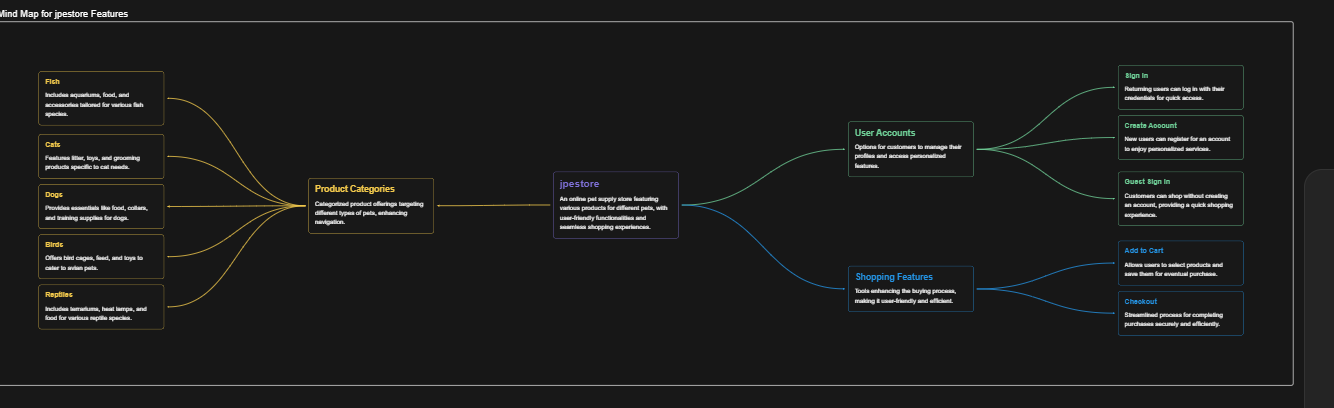 Mind Map for jpestore Features
Fish
Includes aquariums, food, and
accessories tailored for various fish
species.
Cats
Features litter, toys, and grooming
products specific to cat needs.
Dogs
Provides essentials like food, collars,
and training supplies for dogs.
Birds
Offers bird cages, feed, and toys to
cater to avian pets.
Reptiles
Includes terrariums, heat lamps, and
food for various reptile species.
Product Categories
Categorized product offerings targeting
different types of pets, enhancing
navigation.
jpestore
An online pet supply store featuring
various products for different pets, with
user-friendly functionalities and
seamless shopping experiences.
User Accounts
Options for customers to manage their
profiles and access personalized
features.
Shopping Features
Tools enhancing the buying process,
making it user-friendly and efficient.
Sign In
Returning users can log in with their
credentials for quick access.
Create Account
New users can register for an account
to enjoy personalized services.
Guest Sign In
Customers can shop without creating
an account, providing a quick shopping
experience.
Add to Cart
Allows users to select products and
save them for eventual purchase.
Checkout
Streamlined process for completing
purchases securely and efficiently.